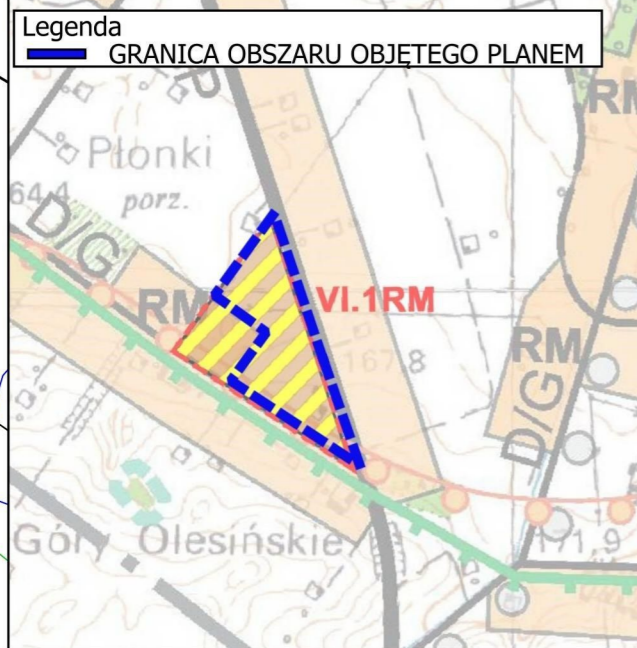 Legenda
GRANICA OBSZARU OBJĘTEGO PLANEM
P
RM
Płonki
porz.
64,4
D/G
RM
VI.1RM
167,8
RM
D/G
Góry Olesińskie
171,9